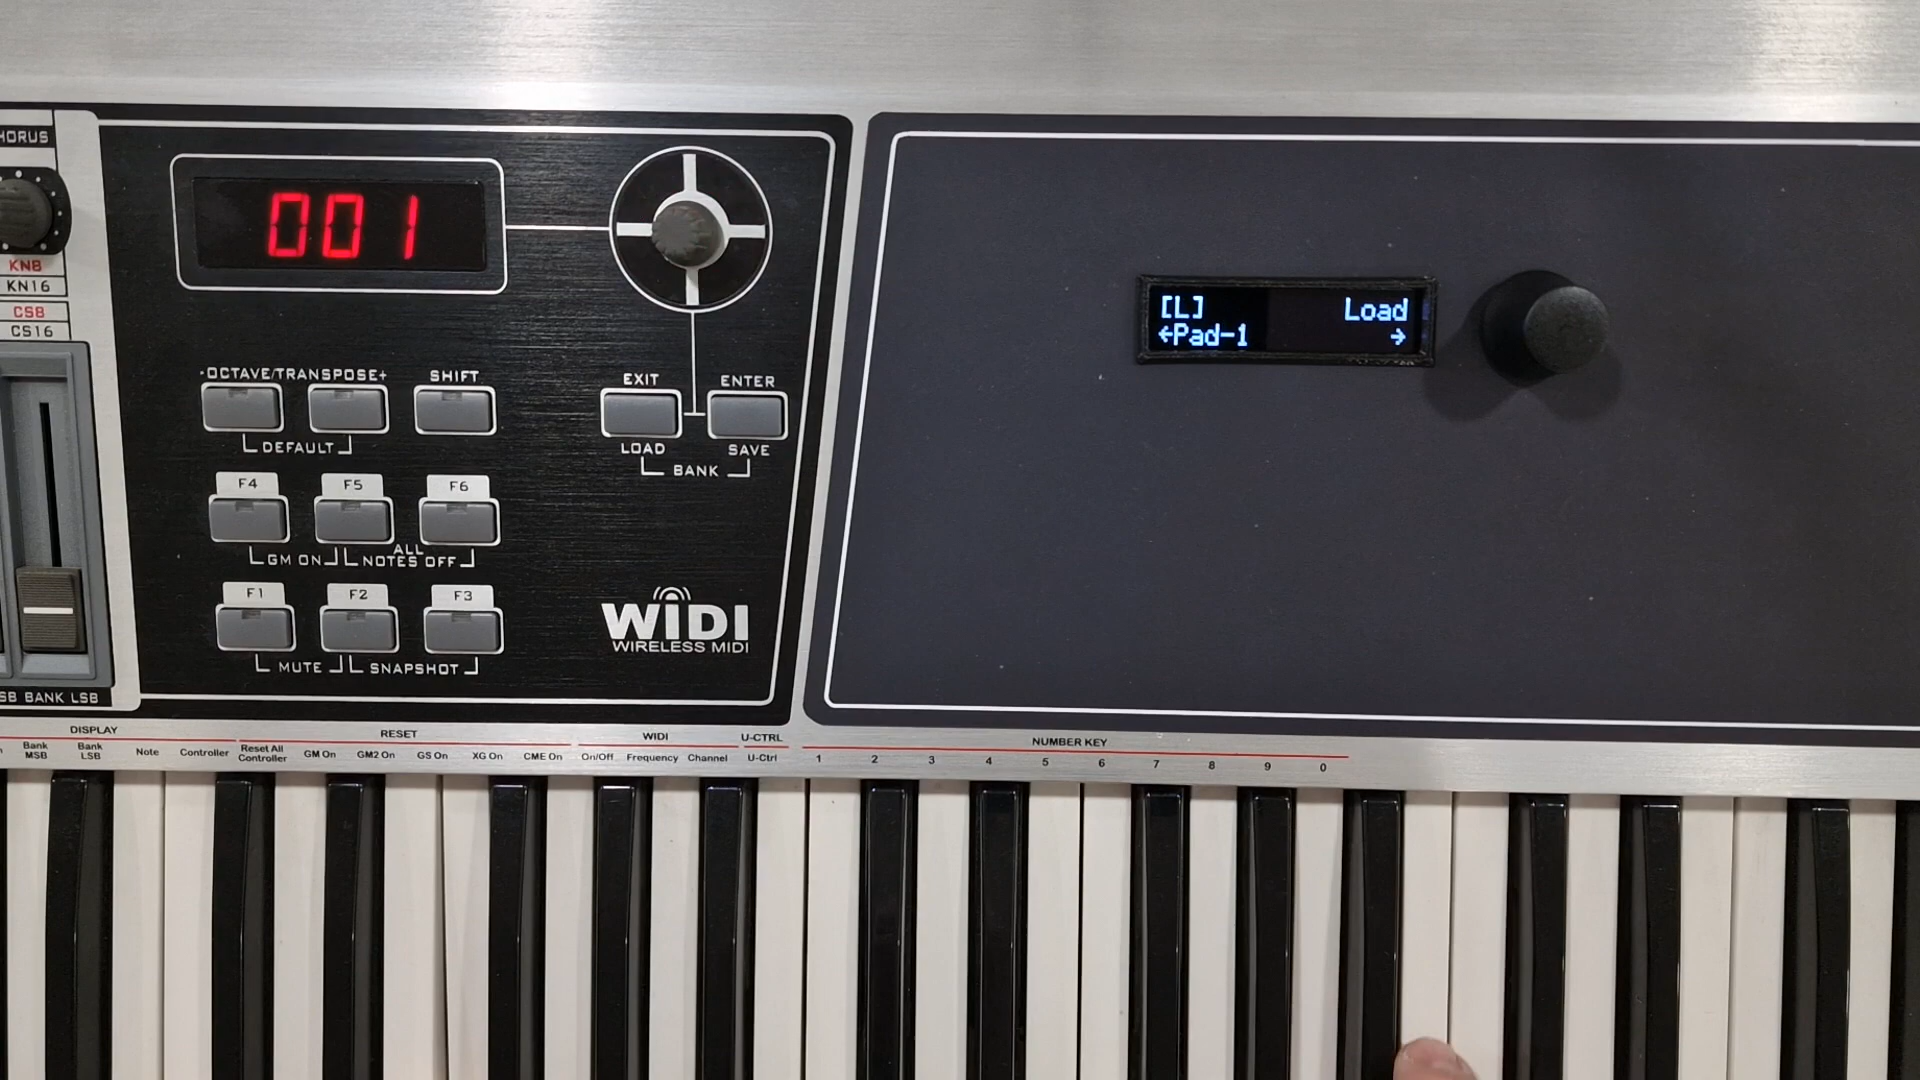 HORUS
KN8
KN16
CS8
CS16
SB BANK LSB
001
-OCTAVE/TRANSPOSE+
SHIFT
DEFAULT
EXIT
ENTER
LOAD
SAVE
BANK
F4
F5
F6
GM ON
ALL
NOTES OFF
F1
F2
F3
MUTE
SNAPSHOT
WIDI
WIRELESS MIDI
[L] Load
←Pad-1 →
DISPLAY
RESET
WIDI
U-CTRL
NUMBER KEY
Bank MSB
Bank LSB
Note
Controller
Reset All Controller
GM On
GM2 On
GS On
XG On
CME On
On/Off
Frequency
Channel
U-Ctrl
1 2 3 4 5 6 7 8 9 0